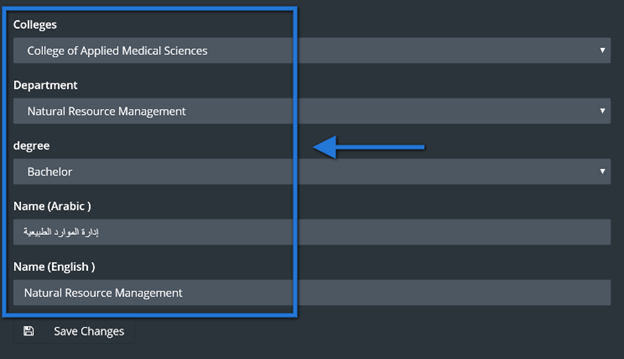 Colleges
College of Applied Medical Sciences
Department
Natural Resource Management
degree
Bachelor
Name (Arabic )
إدارة الموارد الطبيعية
Name (English )
Natural Resource Management
Save Changes